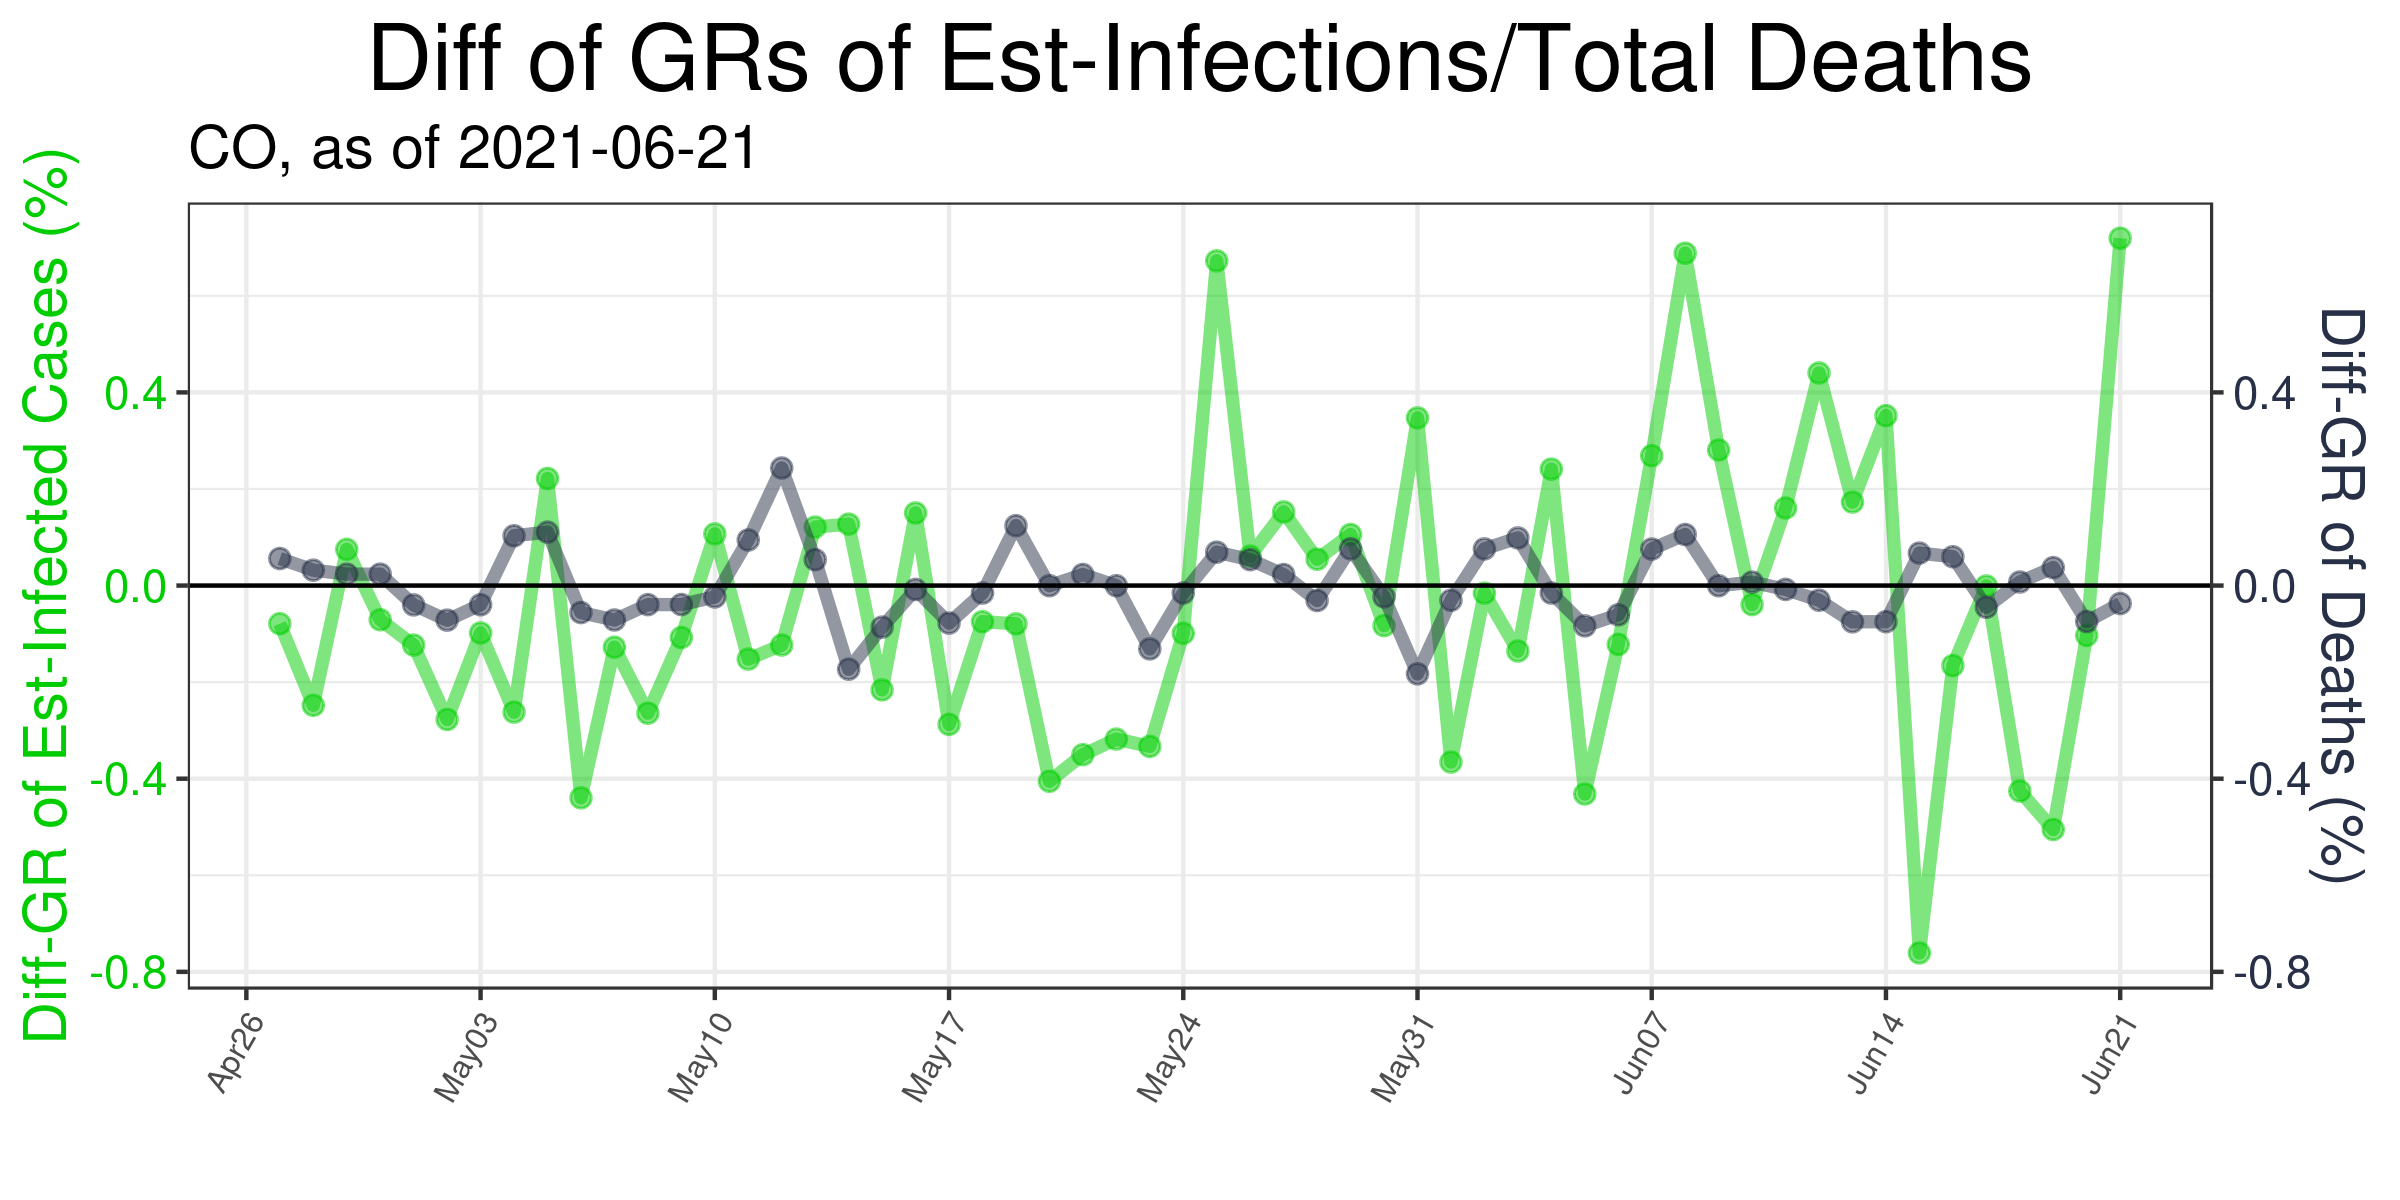 Diff of GRs of Est-Infections/Total Deaths
CO, as of 2021-06-21
Diff-GR of Est-Infected Cases (%)
0.4
0.0
-0.4
-0.8
0.4
0.0
-0.4
-0.8
Diff-GR of Deaths (%)
Apr26
May03
May10
May17
May24
May31
Jun07
Jun14
Jun21